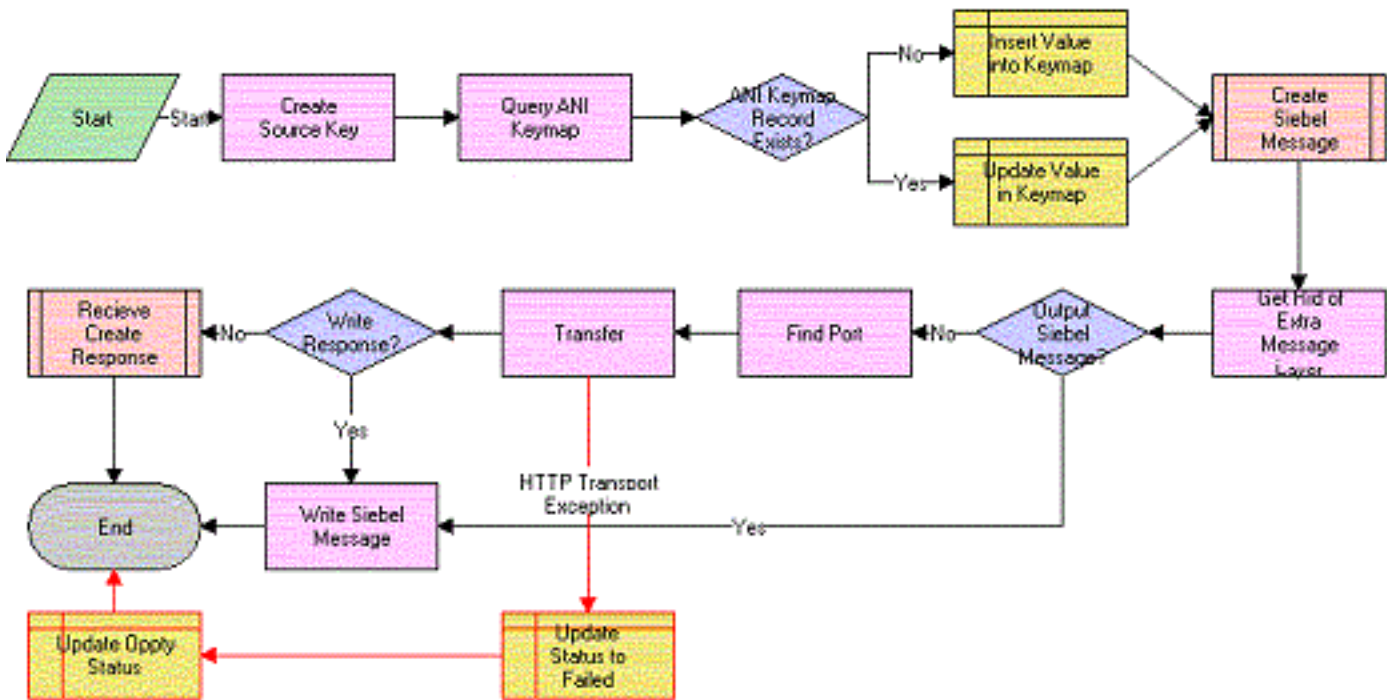 Start
Start
Create
Source Key
Query ANI
Keymap
ANI Keymap
Record
Exists?
No
Yes
Insert Value
into Keymap
Update Value
in Keymap
Create
Siebel
Message
Get Rid of
Extra
Message
Layer
Output
Siebel
Message?
No
Yes
Find Port
Transfer
HTTP Transport
Exception
Write
Response?
No
Yes
Recieve
Create
Response
Write Siebel
Message
End
Update Status to
Failed
Update Oppty
Status